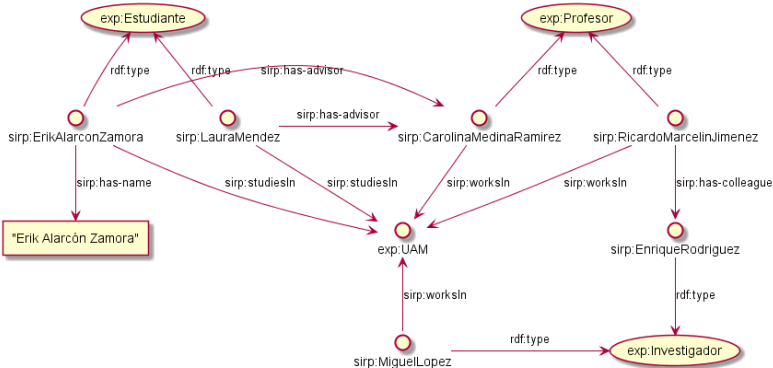 exp:Estudiante
exp:Profesor
rdf:type
rdf:type
sirp:has-advisor
rdf:type
rdf:type
sirp:has-advisor
sirp:ErikAlarconZamora
sirp:LauraMendez
sirp:CarolinaMedinaRamirez
sirp:RicardoMarcelinJimenez
sirp:has-name
sirp:studiesIn
sirp:studiesIn
sirp:worksIn
sirp:worksIn
sirp:has-colleague
"Erik Alarcón Zamora"
exp:UAM
sirp:EnriqueRodriguez
sirp:worksIn
rdf:type
rdf:type
sirp:MiguelLopez
exp:Investigador